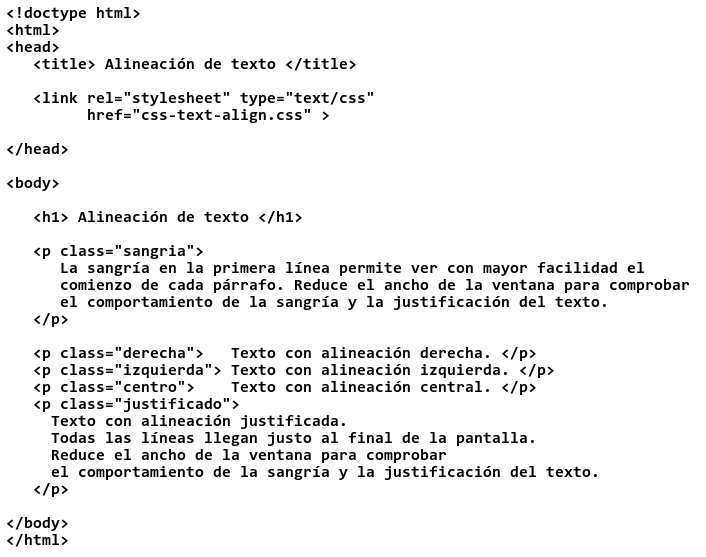 <!doctype html>
<html>
<head>
   <title> Alineación de texto </title>

   <link rel="stylesheet" type="text/css"
         href="css-text-align.css" >

</head>

<body>

   <h1> Alineación de texto </h1>

   <p class="sangria">
      La sangría en la primera línea permite ver con mayor facilidad el
      comienzo de cada párrafo. Reduce el ancho de la ventana para comprobar
      el comportamiento de la sangría y la justificación del texto.
   </p>

   <p class="derecha">   Texto con alineación derecha. </p>
   <p class="izquierda"> Texto con alineación izquierda. </p>
   <p class="centro">    Texto con alineación central. </p>
   <p class="justificado">
     Texto con alineación justificada.
     Todas las líneas llegan justo al final de la pantalla.
     Reduce el ancho de la ventana para comprobar
     el comportamiento de la sangría y la justificación del texto.
   </p>

</body>
</html>